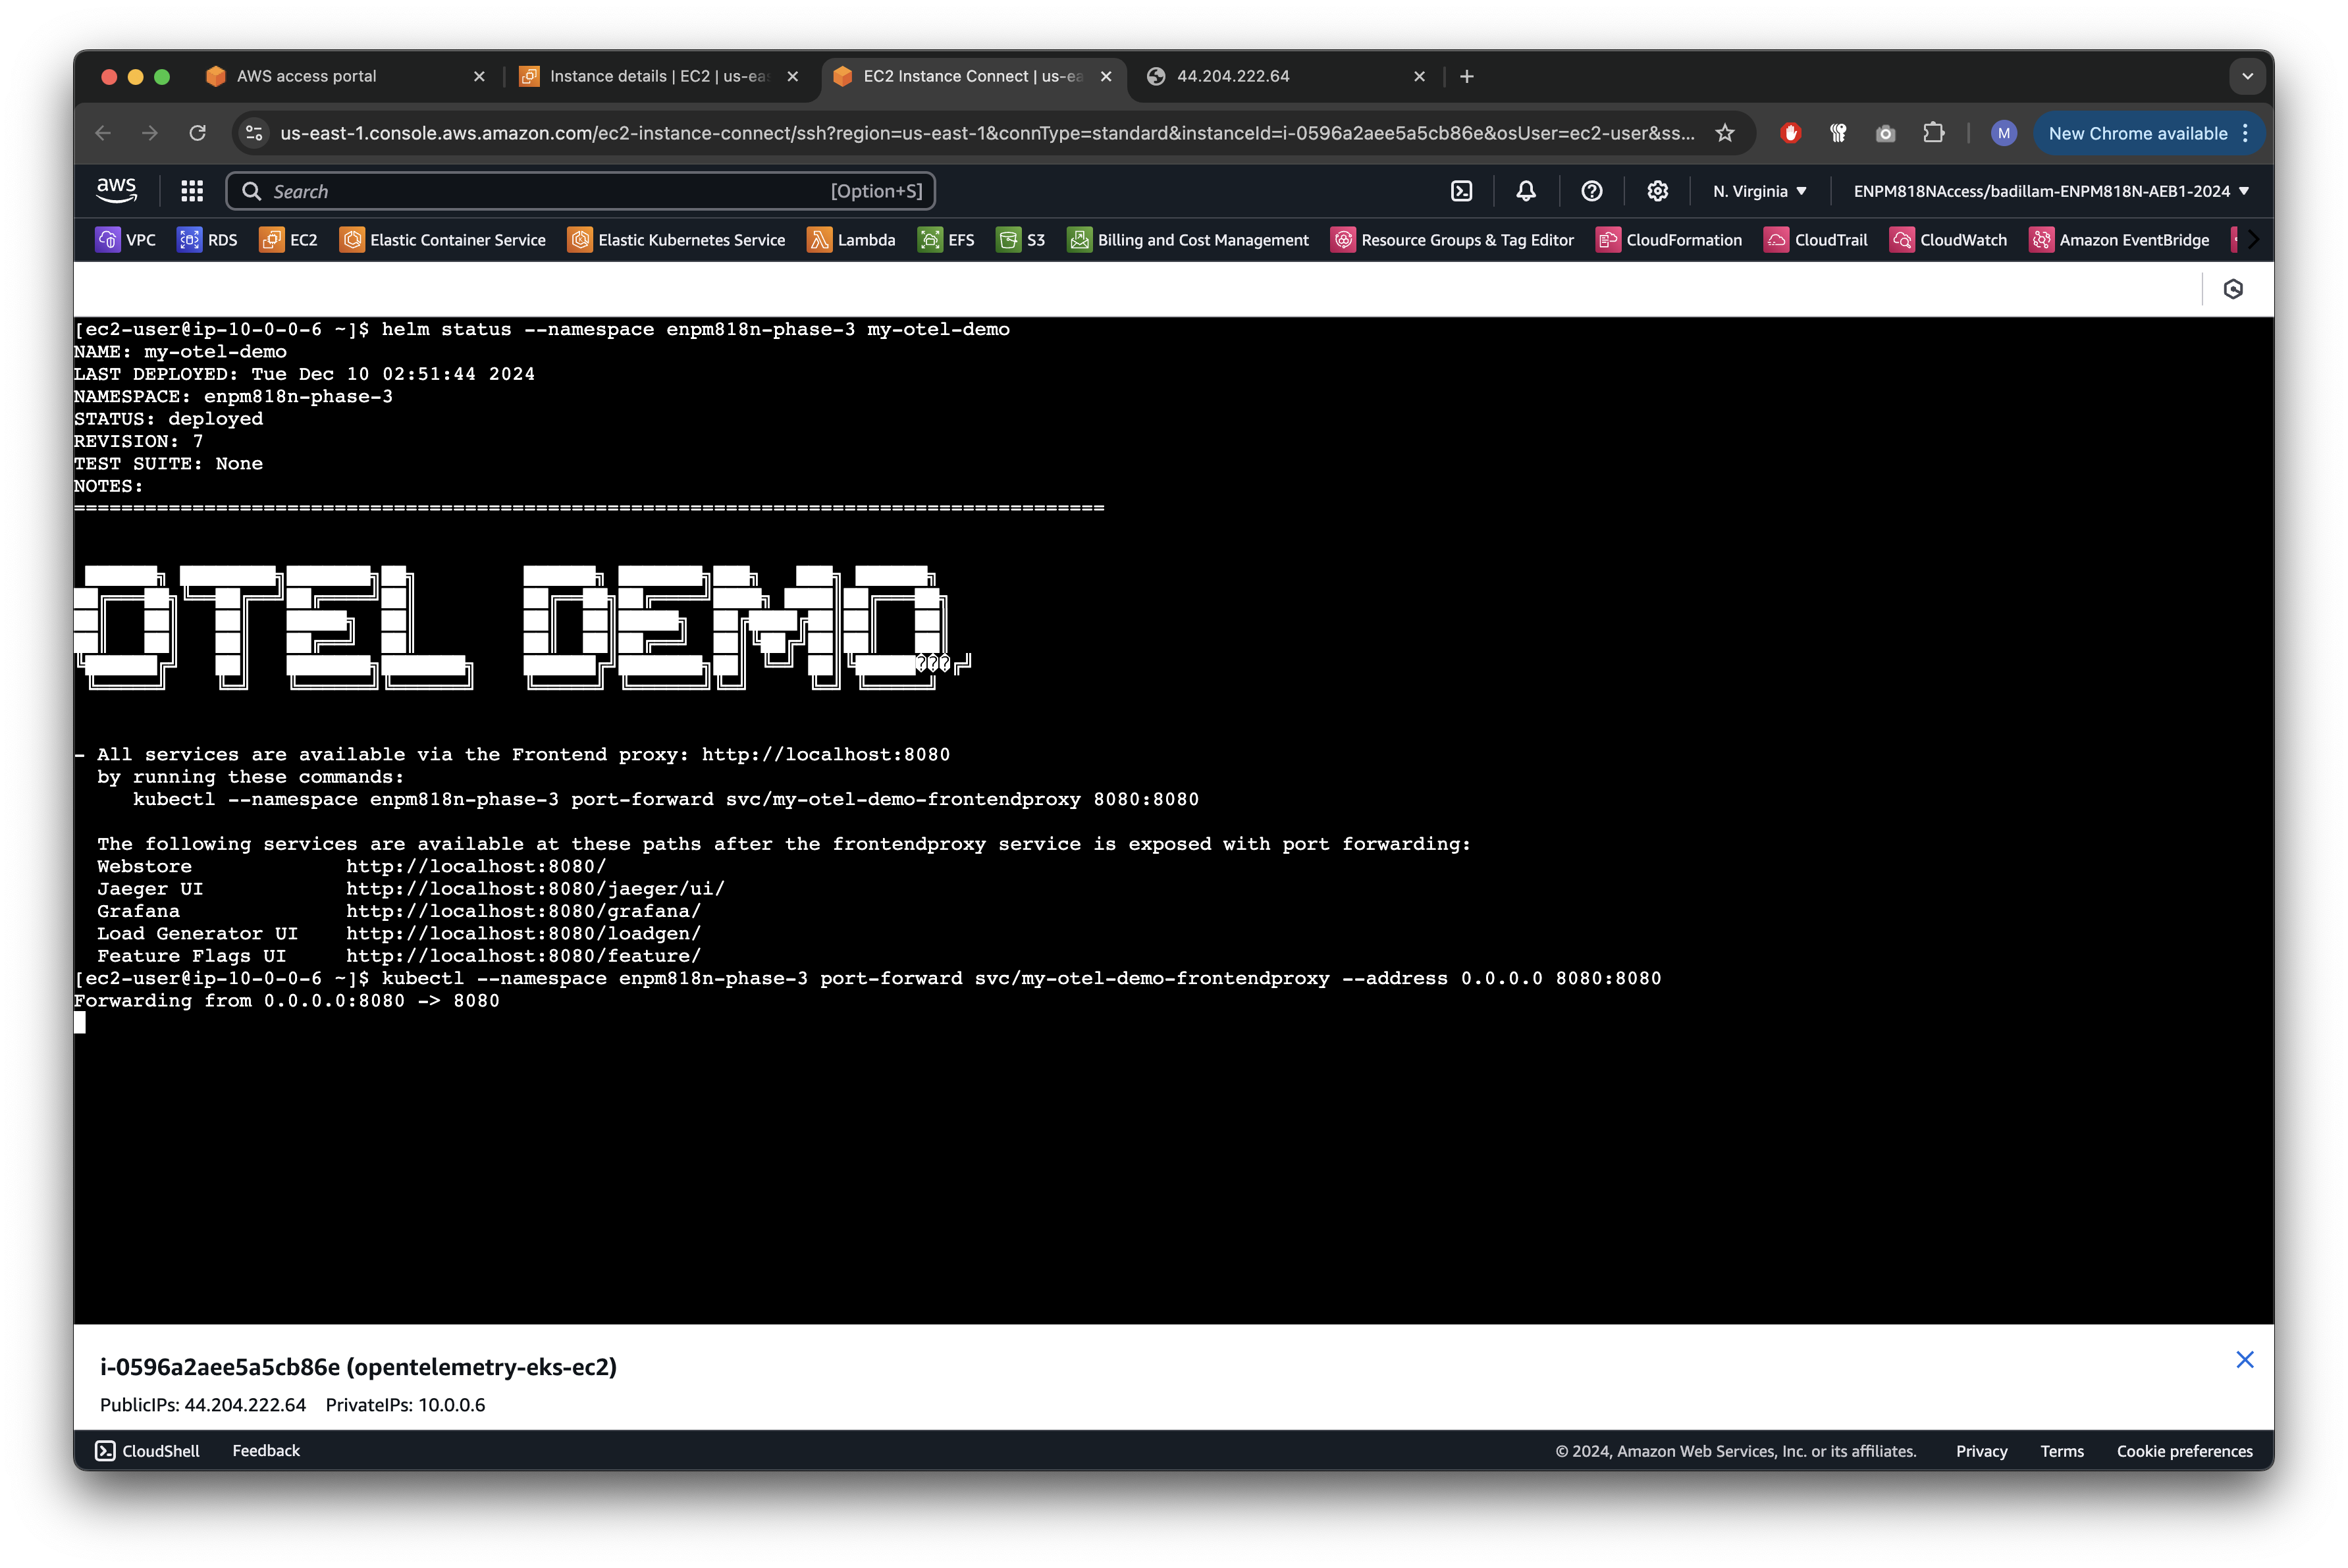 AWS access portal
Instance details | EC2 | us-eas
EC2 Instance Connect | us-ea
44.204.222.64
us-east-1.console.aws.amazon.com/ec2-instance-connect/ssh?region=us-east-1&connType=standard&instanceId=i-0596a2aee5a5cb86e&osUser=ec2-user&ss...
M
New Chrome available
aws
Search
[Option+S]
N. Virginia
ENPM818NAccess/badillam-ENPM818N-AEB1-2024
VPC
RDS
EC2
Elastic Container Service
Elastic Kubernetes Service
Lambda
EFS
S3
Billing and Cost Management
Resource Groups & Tag Editor
CloudFormation
CloudTrail
CloudWatch
Amazon EventBridge
[ec2-user@ip-10-0-0-6 ~]$ helm status --namespace enpm818n-phase-3 my-otel-demo
NAME: my-otel-demo
LAST DEPLOYED: Tue Dec 10 02:51:44 2024
NAMESPACE: enpm818n-phase-3
STATUS: deployed
REVISION: 7
TEST SUITE: None
NOTES:
=======================================================================================
OTEL DEMO
- All services are available via the Frontend proxy: http://localhost:8080
by running these commands:
kubectl --namespace enpm818n-phase-3 port-forward svc/my-otel-demo-frontendproxy 8080:8080
The following services are available at these paths after the frontendproxy service is exposed with port forwarding:
Webstore http://localhost:8080/
Jaeger UI http://localhost:8080/jaeger/ui/
Grafana http://localhost:8080/grafana/
Load Generator UI http://localhost:8080/loadgen/
Feature Flags UI http://localhost:8080/feature/
[ec2-user@ip-10-0-0-6 ~]$ kubectl --namespace enpm818n-phase-3 port-forward svc/my-otel-demo-frontendproxy --address 0.0.0.0 8080:8080
Forwarding from 0.0.0.0:8080 -> 8080
i-0596a2aee5a5cb86e (opentelemetry-eks-ec2)
PublicIPs: 44.204.222.64 PrivateIPs: 10.0.0.6
CloudShell
Feedback
© 2024, Amazon Web Services, Inc. or its affiliates.
Privacy
Terms
Cookie preferences